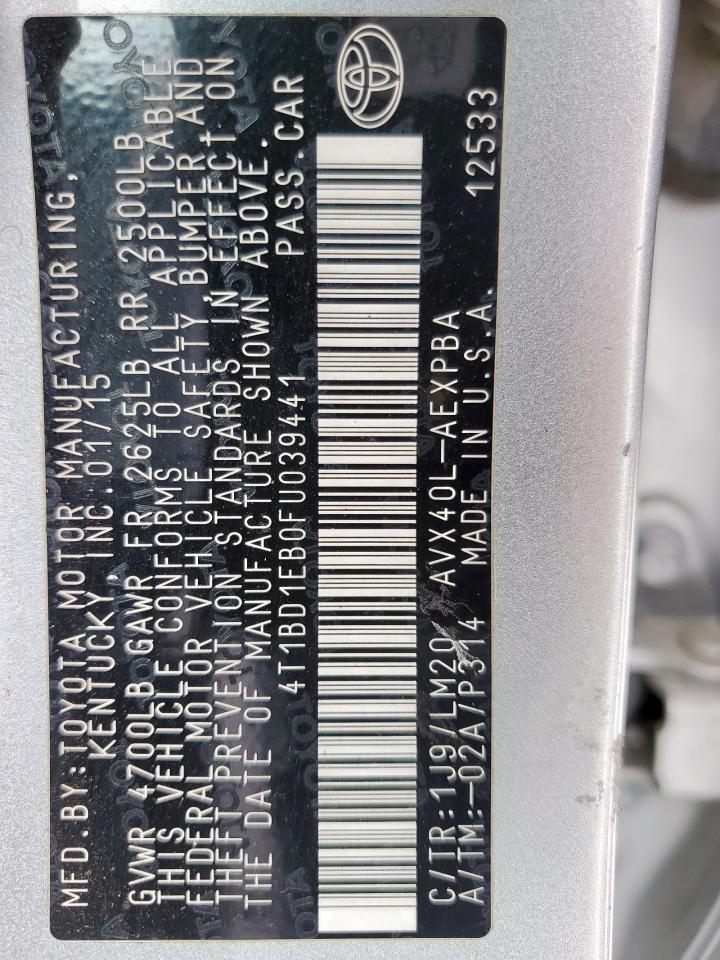 MFD.BY:TOYOTA MOTOR MANUFACTURING,
KENTUCKY, INC.01/15
GVWR 4700LB GAWR FR 2625LB RR 2500LB
THIS VEHICLE CONFORMS TO ALL APPLICABLE
FEDERAL MOTOR VEHICLE SAFETY, BUMPER AND
THEFT PREVENTION STANDARDS IN EFFECT ON
THE DATE OF MANUFACTURE SHOWN ABOVE.
4T1BD1EB0FU039441 PASS.CAR
C/TR:1J9/LM20 AVX40L-AEXPBA 12533
A/TM:-02A/P314 MADE IN U.S.A.